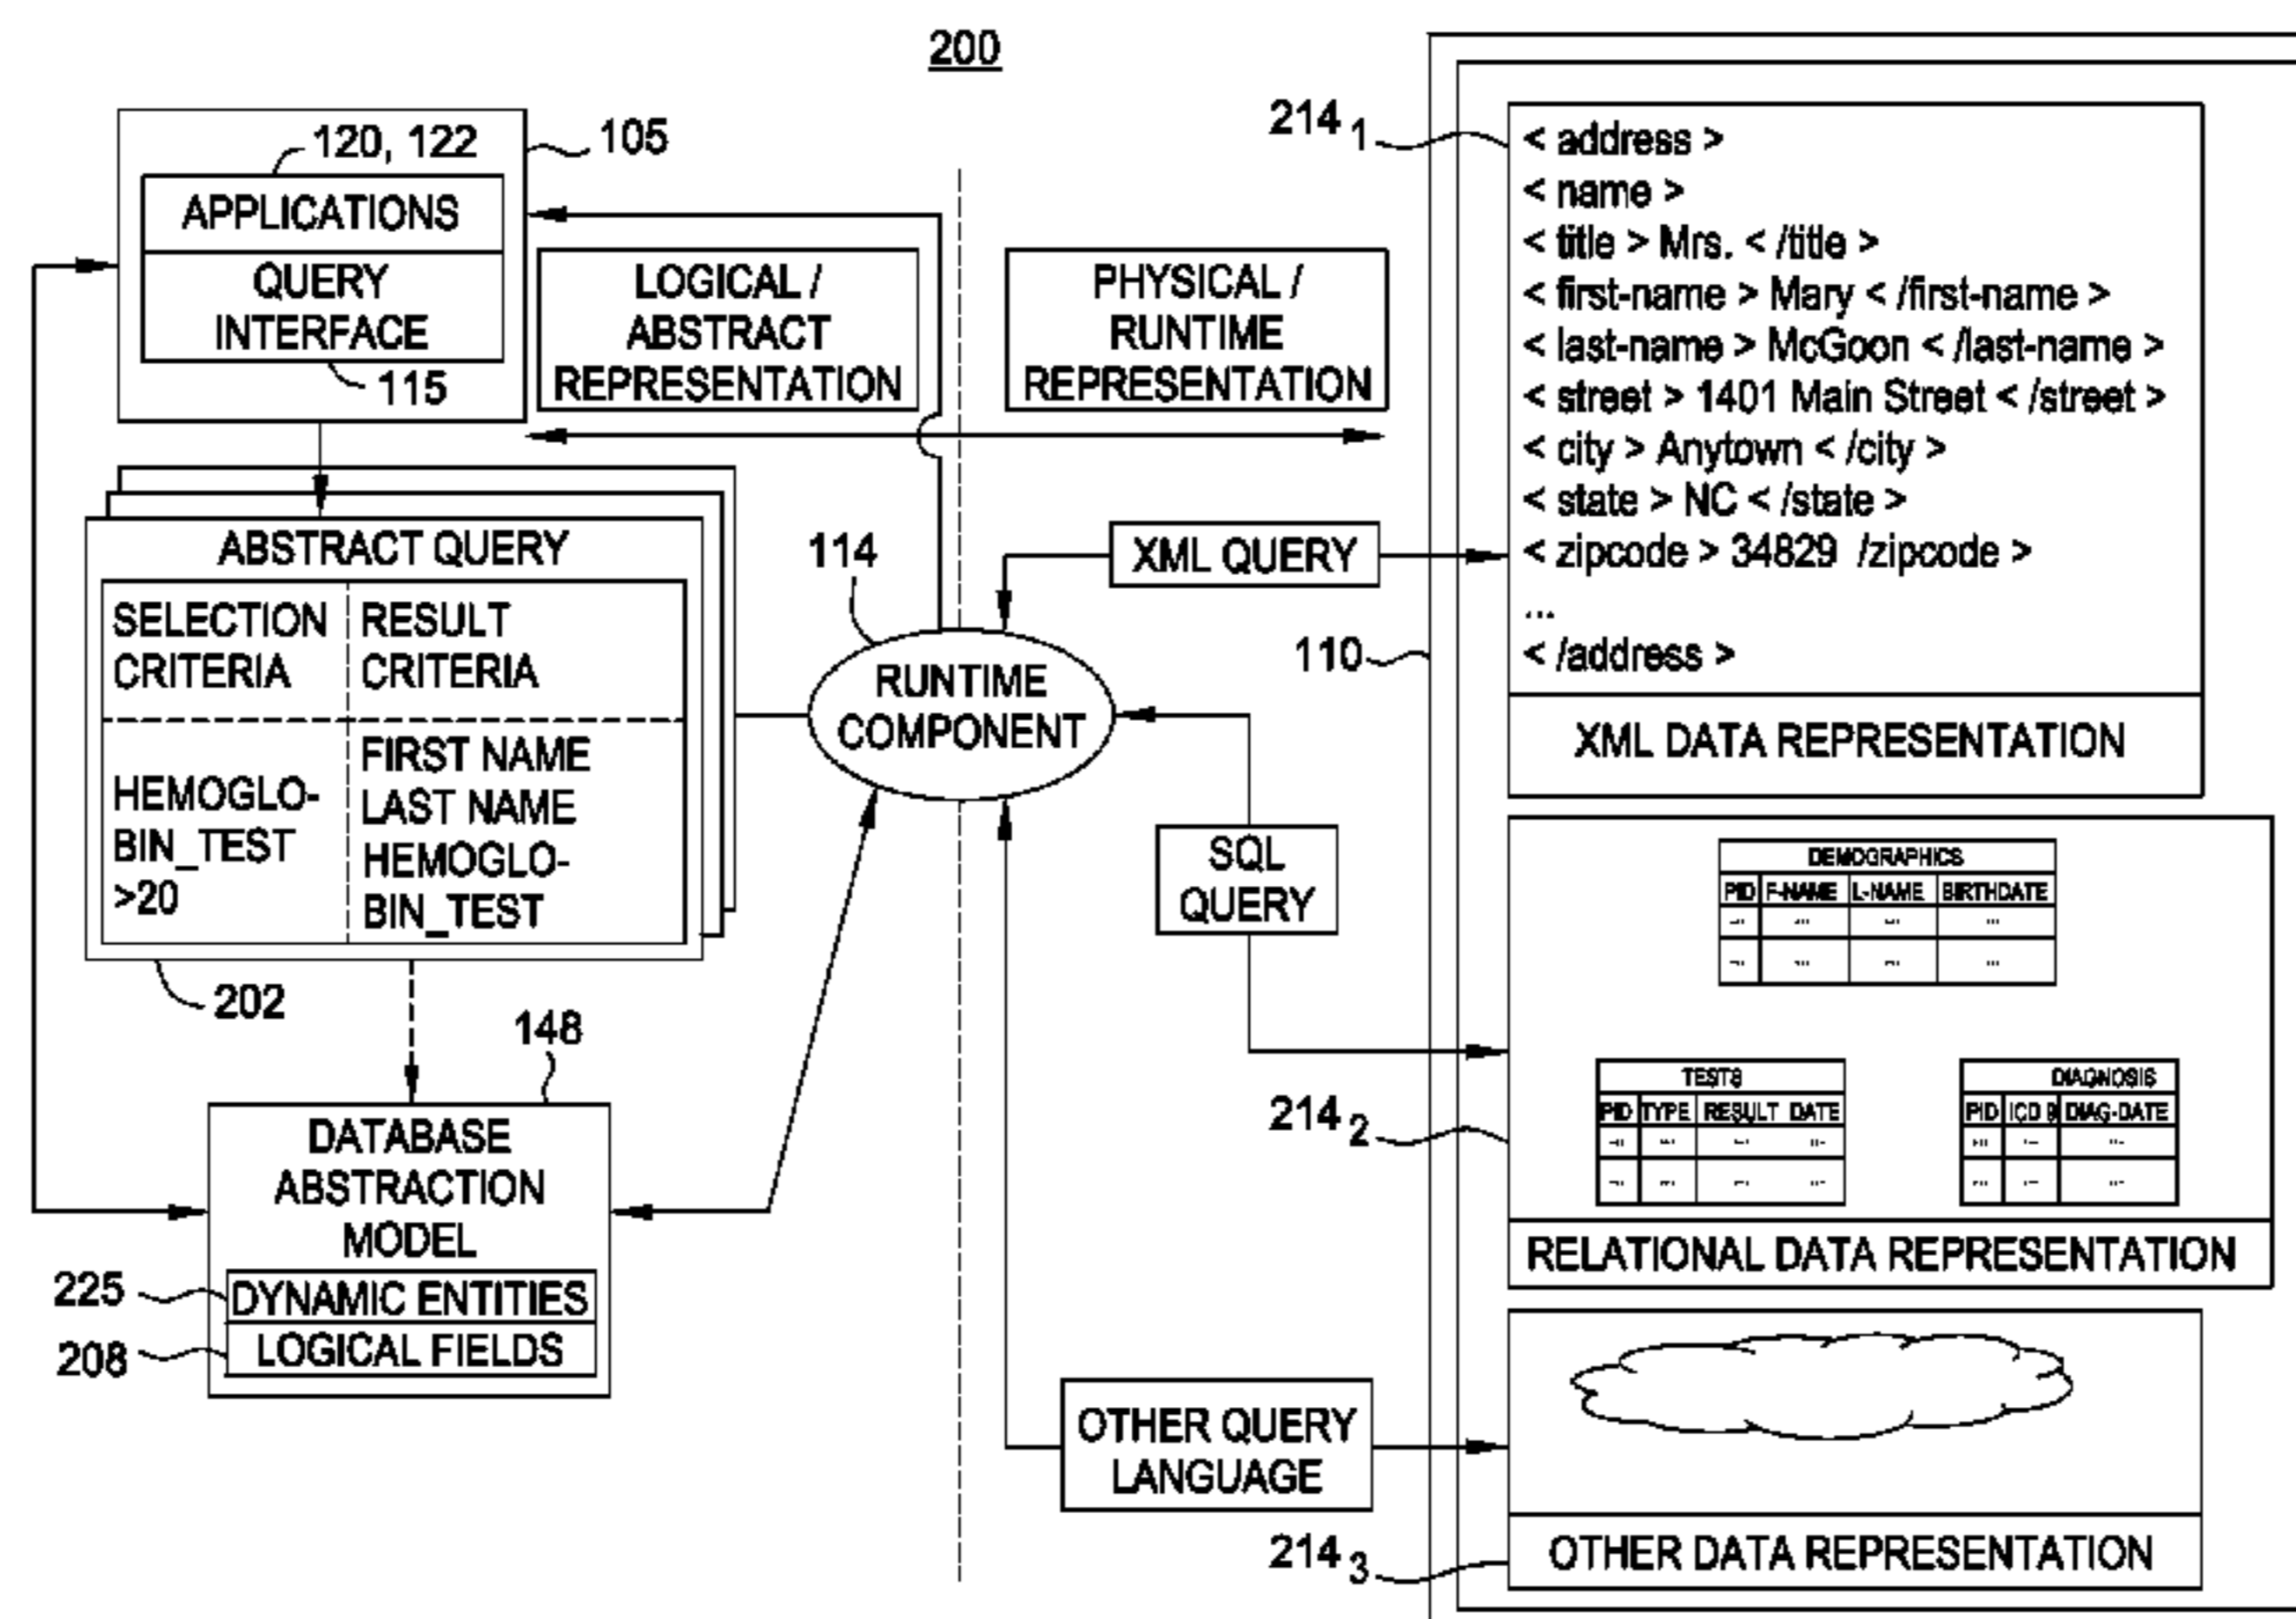 200
105
120, 122
APPLICATIONS
QUERY
INTERFACE
115
LOGICAL /
ABSTRACT
REPRESENTATION
PHYSICAL /
RUNTIME
REPRESENTATION
ABSTRACT QUERY
SELECTION
CRITERIA
RESULT
CRITERIA
HEMOGLO-
BIN_TEST
>20
FIRST NAME
LAST NAME
HEMOGLO-
BIN_TEST
202
114
RUNTIME
COMPONENT
148
DATABASE
ABSTRACTION
MODEL
225
DYNAMIC ENTITIES
208
LOGICAL FIELDS
XML QUERY
SQL
QUERY
OTHER QUERY
LANGUAGE
110
214 1
< address >
< name >
< title > Mrs. < /title >
< first-name > Mary < /first-name >
< last-name > McGoon < /last-name >
< street > 1401 Main Street < /street >
< city > Anytown < /city >
< state > NC < /state >
< zipcode > 34829 /zipcode >
...
< /address >
XML DATA REPRESENTATION
214 2
DEMOGRAPHICS
PID F-NAME L-NAME BIRTHDATE
... ... ... ...
... ... ... ...
TESTS
PID TYPE RESULT DATE
... ... ... ...
... ... ... ...
DIAGNOSIS
PID ICD 9 DIAG-DATE
... ... ...
... ... ...
RELATIONAL DATA REPRESENTATION
214 3
OTHER DATA REPRESENTATION